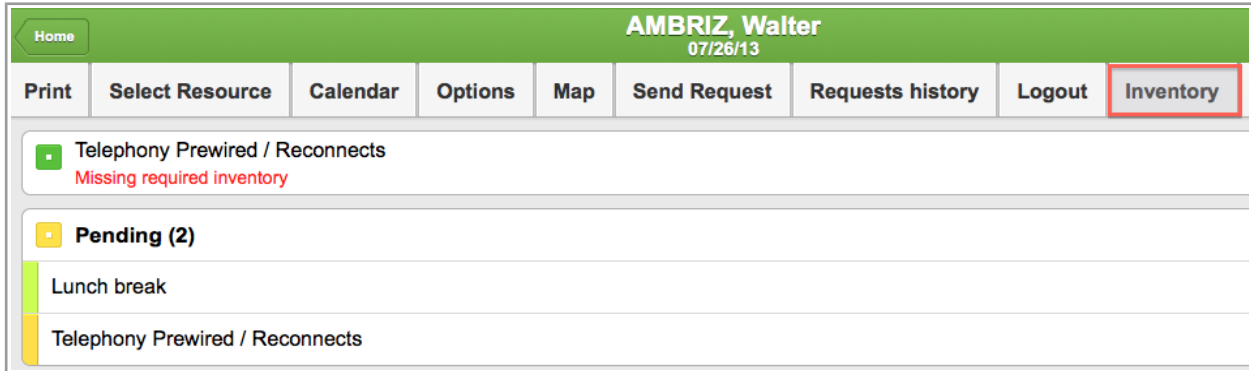 Home
AMBRIZ, Walter
07/26/13
Print Select Resource Calendar Options Map Send Request Requests history Logout Inventory
Telephony Prewired / Reconnects
Missing required inventory
Pending (2)
Lunch break
Telephony Prewired / Reconnects